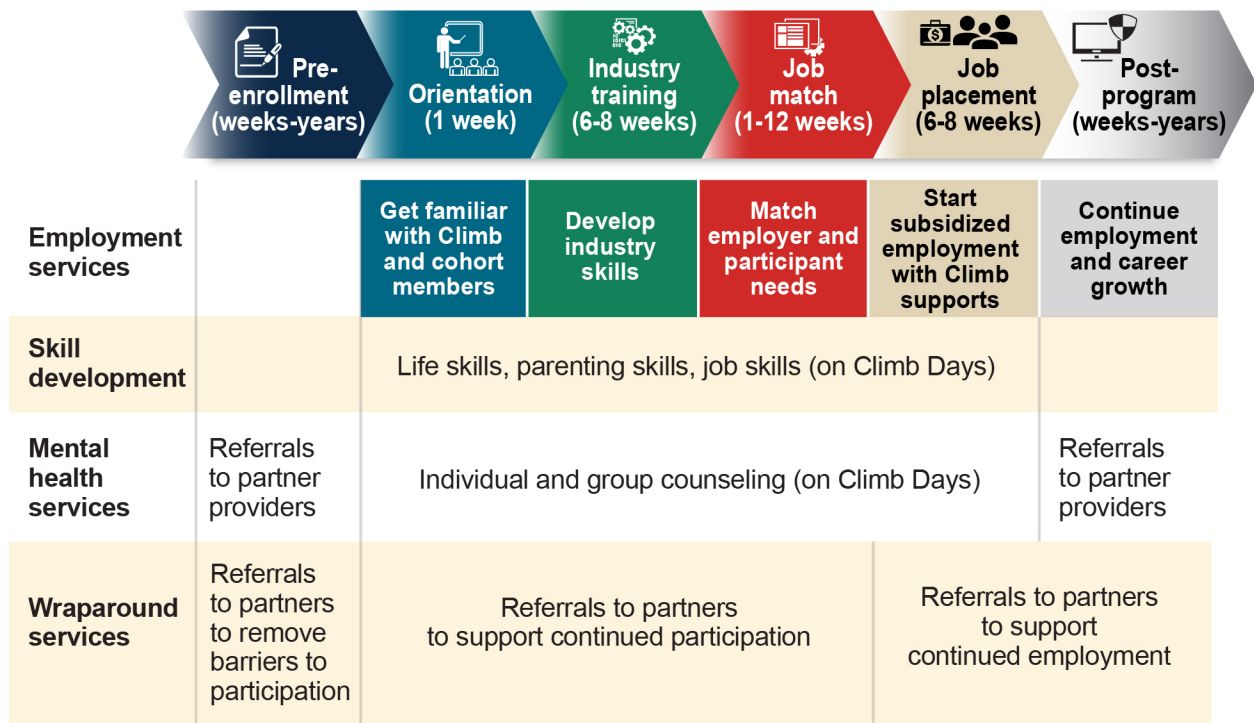 Pre-
enrollment
(weeks-years)
Orientation
(1 week)
Industry
training
(6-8 weeks)
Job
match
(1-12 weeks)
Job
placement
(6-8 weeks)
Post-
program
(weeks-years)
Employment
services
Get familiar
with Climb
and cohort
members
Develop
industry
skills
Match
employer and
participant
needs
Start
subsidized
employment
with Climb
supports
Continue
employment
and career
growth
Skill
development
Life skills, parenting skills, job skills (on Climb Days)
Mental
health
services
Referrals
to partner
providers
Individual and group counseling (on Climb Days)
Referrals
to partner
providers
Wraparound
services
Referrals
to partners
to remove
barriers to
participation
Referrals to partners
to support continued participation
Referrals to partners
to support
continued employment